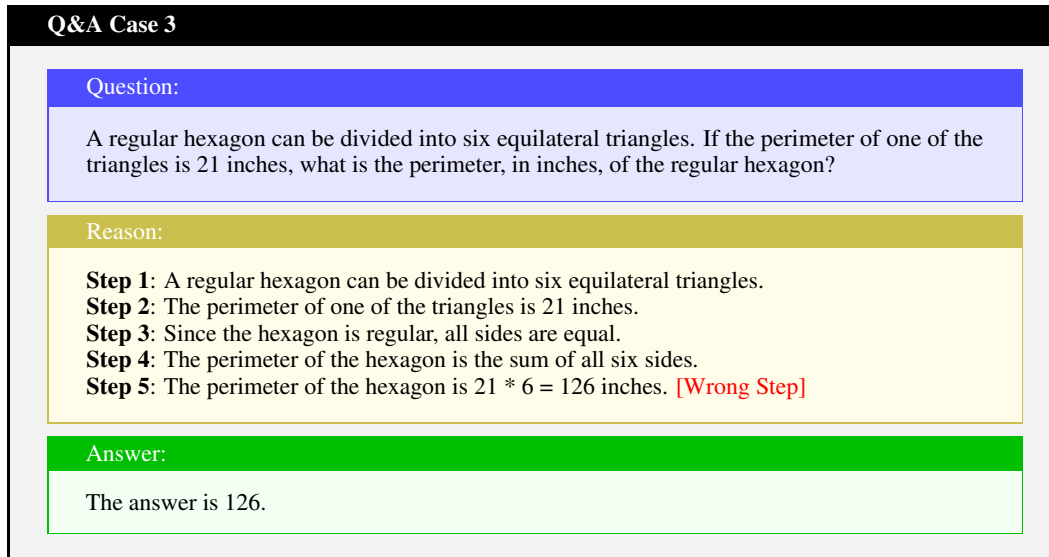 Q&A Case 3
Question:
A regular hexagon can be divided into six equilateral triangles. If the perimeter of one of the
triangles is 21 inches, what is the perimeter, in inches, of the regular hexagon?
Reason:
Step 1: A regular hexagon can be divided into six equilateral triangles.
Step 2: The perimeter of one of the triangles is 21 inches.
Step 3: Since the hexagon is regular, all sides are equal.
Step 4: The perimeter of the hexagon is the sum of all six sides.
Step 5: The perimeter of the hexagon is 21 * 6 = 126 inches. [Wrong Step]
Answer:
The answer is 126.